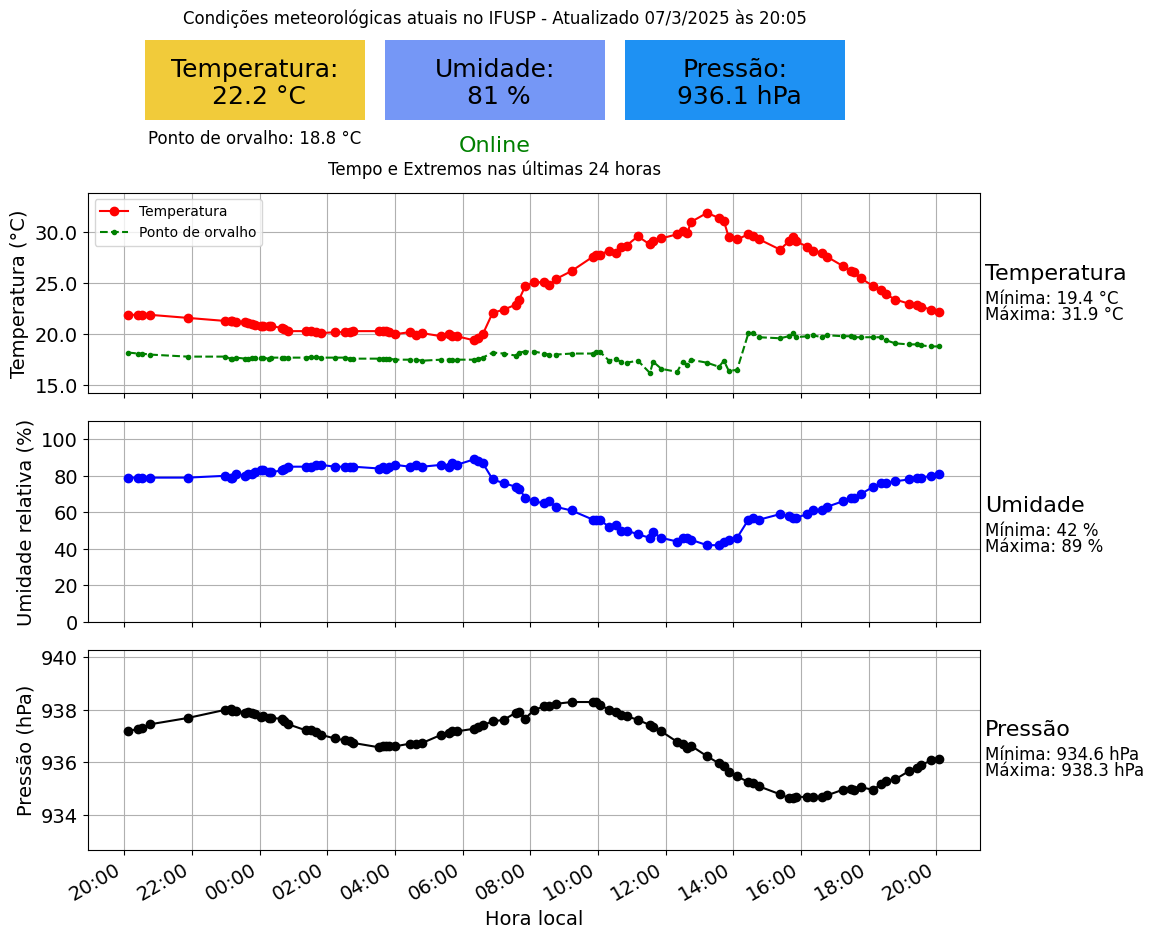 Condições meteorológicas atuais no IFUSP - Atualizado 07/3/2025 às 20:05
Temperatura:
22.2 °C
Umidade:
81 %
Pressão:
936.1 hPa
Ponto de orvalho: 18.8 °C
Online
Tempo e Extremos nas últimas 24 horas
Temperatura (°C)
30.0
25.0
20.0
15.0
Temperatura
Ponto de orvalho
Temperatura
Mínima: 19.4 °C
Máxima: 31.9 °C
Umidade relativa (%)
100
80
60
40
20
0
Umidade
Mínima: 42 %
Máxima: 89 %
Pressão (hPa)
940
938
936
934
Pressão
Mínima: 934.6 hPa
Máxima: 938.3 hPa
20:00 22:00 00:00 02:00 04:00 06:00 08:00 10:00 12:00 14:00 16:00 18:00 20:00
Hora local